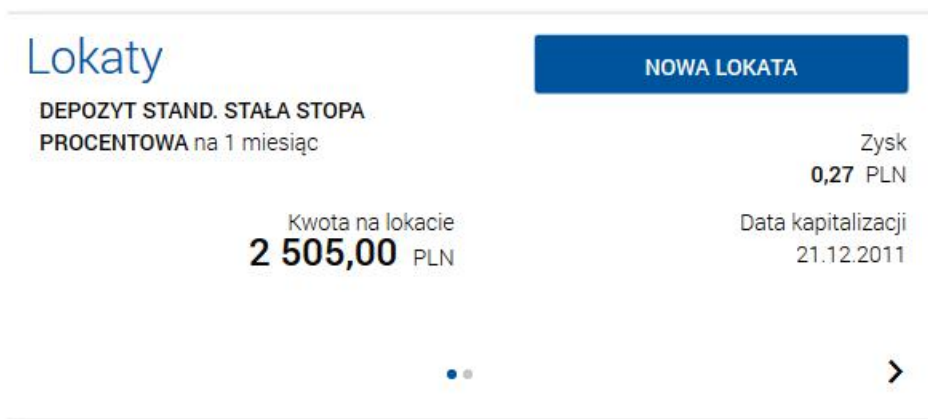 Lokaty
NOWA LOKATA
DEPOZYT STAND. STAŁA STOPA
PROCENTOWA na 1 miesiąc
Zysk
0,27 PLN
Kwota na lokacie
2 505,00 PLN
Data kapitalizacji
21.12.2011